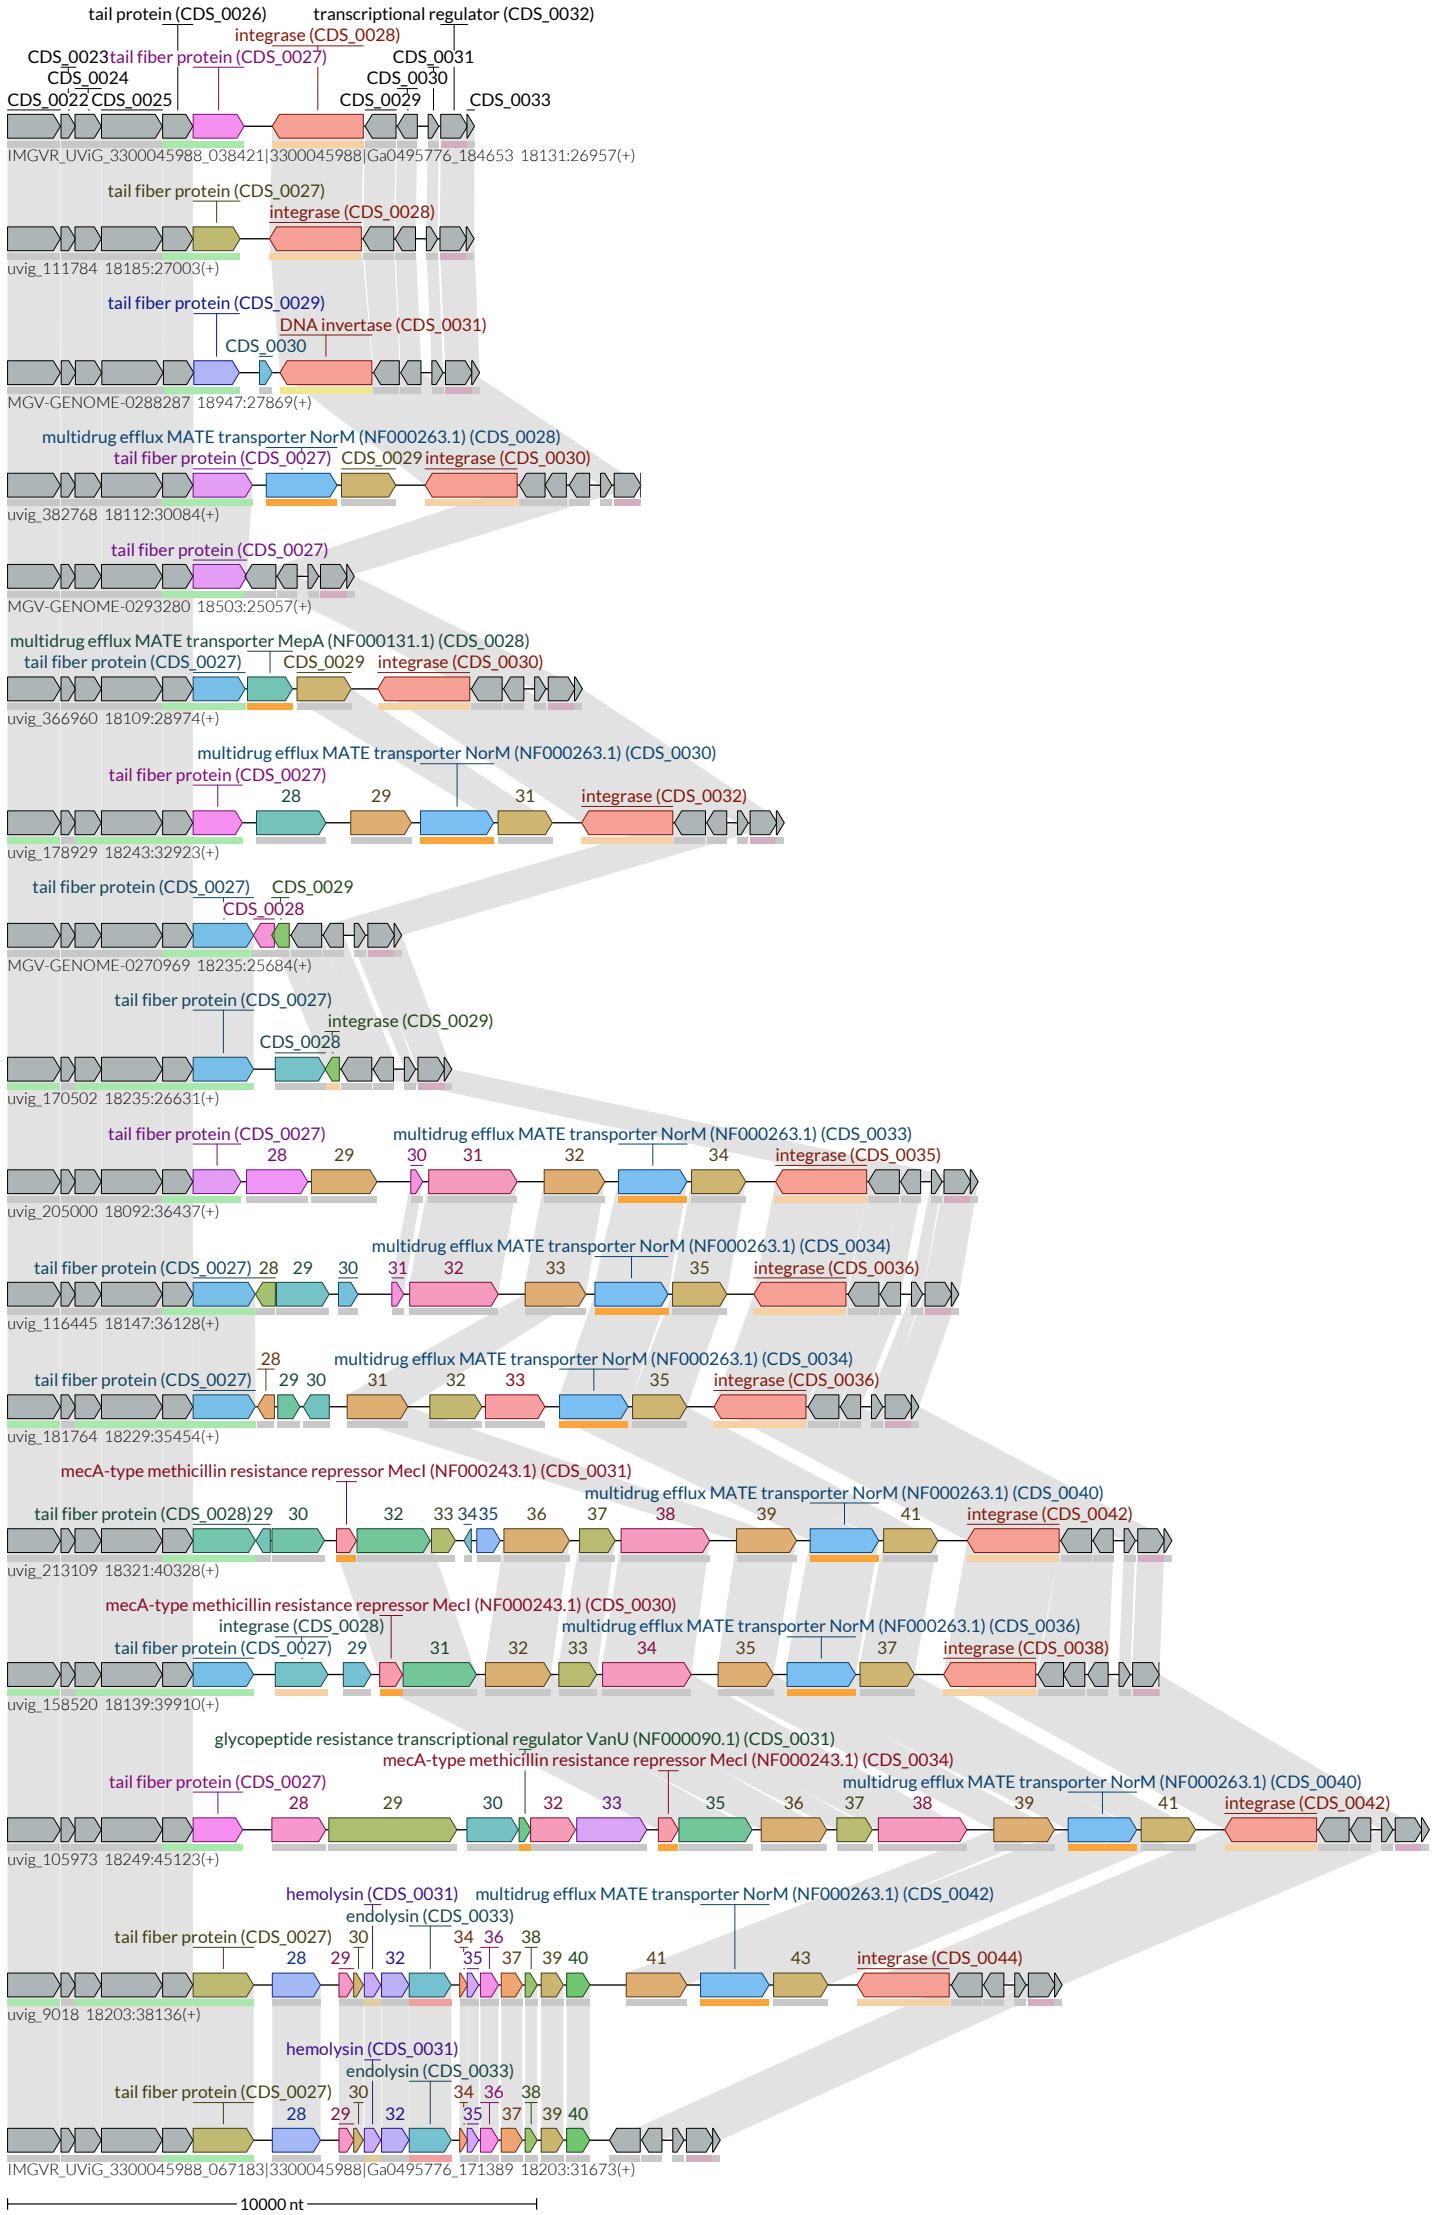 tail protein (CDS_0026) transcriptional regulator (CDS_0032)
integrase (CDS_0028)
CDS_0023 tail fiber protein (CDS_0027) CDS_0031
CDS_0024 CDS_0030
CDS_0022 CDS_0025 CDS_0029 CDS_0033
IMGVR_UViG_3300045988_038421|3300045988|Ga0495776_184653 18131:26957(+)
tail fiber protein (CDS_0027)
integrase (CDS_0028)
uvig_111784 18185:27003(+)
tail fiber protein (CDS_0029)
DNA invertase (CDS_0031)
CDS_0030
MGV-GENOME-0288287 18947:27869(+)
multidrug efflux MATE transporter NorM (NF000263.1) (CDS_0028)
tail fiber protein (CDS_0027) CDS_0029 integrase (CDS_0030)
uvig_382768 18112:30084(+)
tail fiber protein (CDS_0027)
MGV-GENOME-0293280 18503:25057(+)
multidrug efflux MATE transporter MepA (NF000131.1) (CDS_0028)
tail fiber protein (CDS_0027) CDS_0029 integrase (CDS_0030)
uvig_366960 18109:28974(+)
multidrug efflux MATE transporter NorM (NF000263.1) (CDS_0030)
tail fiber protein (CDS_0027)
28 29 31 integrase (CDS_0032)
uvig_178929 18243:32923(+)
tail fiber protein (CDS_0027) CDS_0029
CDS_0028
MGV-GENOME-0270969 18235:25684(+)
tail fiber protein (CDS_0027)
integrase (CDS_0029)
CDS_0028
uvig_170502 18235:26631(+)
tail fiber protein (CDS_0027) multidrug efflux MATE transporter NorM (NF000263.1) (CDS_0033)
28 29 30 31 32 34 integrase (CDS_0035)
uvig_205000 18092:36437(+)
multidrug efflux MATE transporter NorM (NF000263.1) (CDS_0034)
tail fiber protein (CDS_0027) 28 29 30 31 32 33 35 integrase (CDS_0036)
uvig_116445 18147:36128(+)
28 multidrug efflux MATE transporter NorM (NF000263.1) (CDS_0034)
tail fiber protein (CDS_0027) 29 30 31 32 33 35 integrase (CDS_0036)
uvig_181764 18229:35454(+)
mecA-type methicillin resistance repressor MecI (NF000243.1) (CDS_0031)
multidrug efflux MATE transporter NorM (NF000263.1) (CDS_0040)
tail fiber protein (CDS_0028) 29 30 32 33 34 35 36 37 38 39 41 integrase (CDS_0042)
uvig_213109 18321:40328(+)
mecA-type methicillin resistance repressor MecI (NF000243.1) (CDS_0030)
integrase (CDS_0028) multidrug efflux MATE transporter NorM (NF000263.1) (CDS_0036)
tail fiber protein (CDS_0027) 29 31 32 33 34 35 37 integrase (CDS_0038)
uvig_158520 18139:39910(+)
glycopeptide resistance transcriptional regulator VanU (NF000090.1) (CDS_0031)
mecA-type methicillin resistance repressor MecI (NF000243.1) (CDS_0034)
tail fiber protein (CDS_0027) multidrug efflux MATE transporter NorM (NF000263.1) (CDS_0040)
28 29 30 32 33 35 36 37 38 39 41 integrase (CDS_0042)
uvig_105973 18249:45123(+)
hemolysin (CDS_0031) multidrug efflux MATE transporter NorM (NF000263.1) (CDS_0042)
endolysin (CDS_0033)
tail fiber protein (CDS_0027) 30 34 36 38
28 29 32 35 37 39 40 41 43 integrase (CDS_0044)
uvig_9018 18203:38136(+)
hemolysin (CDS_0031)
endolysin (CDS_0033)
tail fiber protein (CDS_0027) 30 34 36 38
28 29 32 35 37 39 40
IMGVR_UViG_3300045988_067183|3300045988|Ga0495776_171389 18203:31673(+)
10000 nt